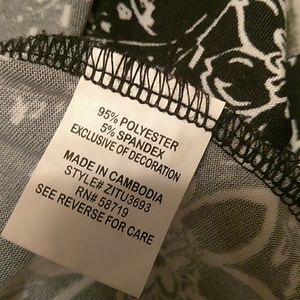 95% POLYESTER
5% SPANDEX
EXCLUSIVE OF DECORATION
MADE IN CAMBODIA
STYLE# ZITU3693
RN# 58719
SEE REVERSE FOR CARE